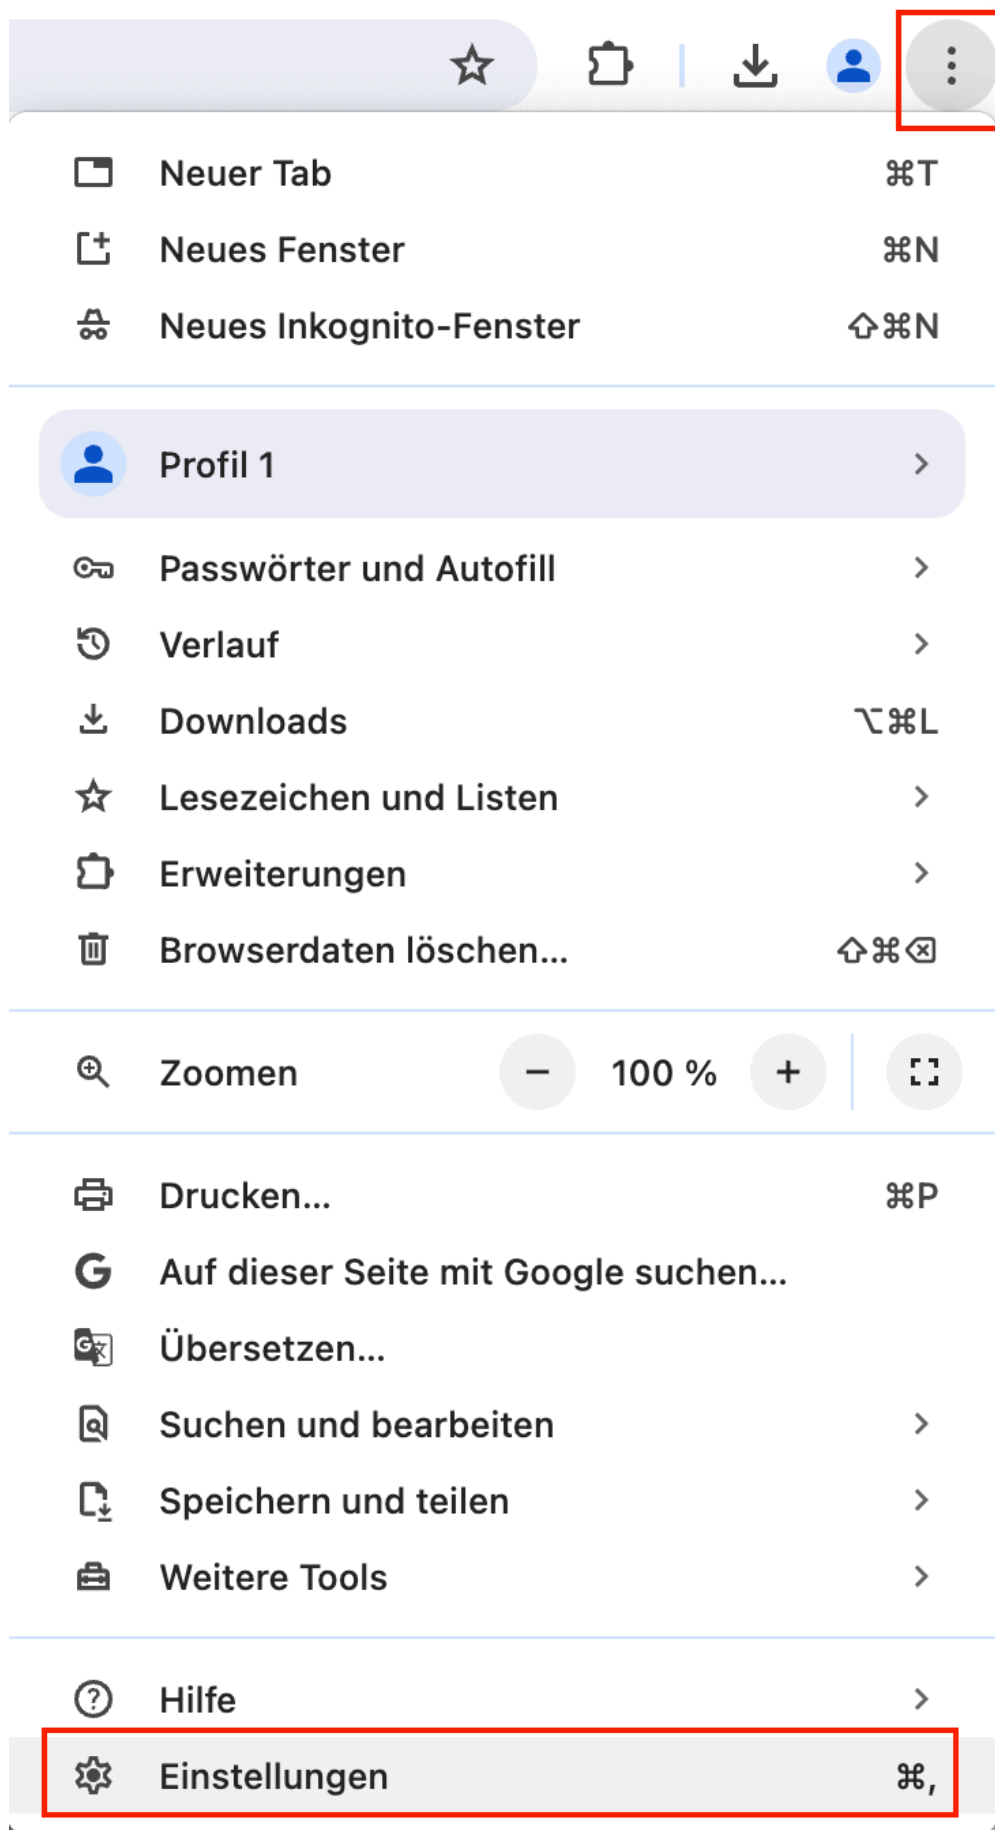 Neuer Tab ⌘T
Neues Fenster ⌘N
Neues Inkognito-Fenster ⇧⌘N
Profil 1
Passwörter und Autofill
Verlauf
Downloads ⌥⌘L
Lesezeichen und Listen
Erweiterungen
Browserdaten löschen... ⇧⌘⌫
Zoomen − 100 % +
Drucken... ⌘P
Auf dieser Seite mit Google suchen...
Übersetzen...
Suchen und bearbeiten
Speichern und teilen
Weitere Tools
Hilfe
Einstellungen ⌘,